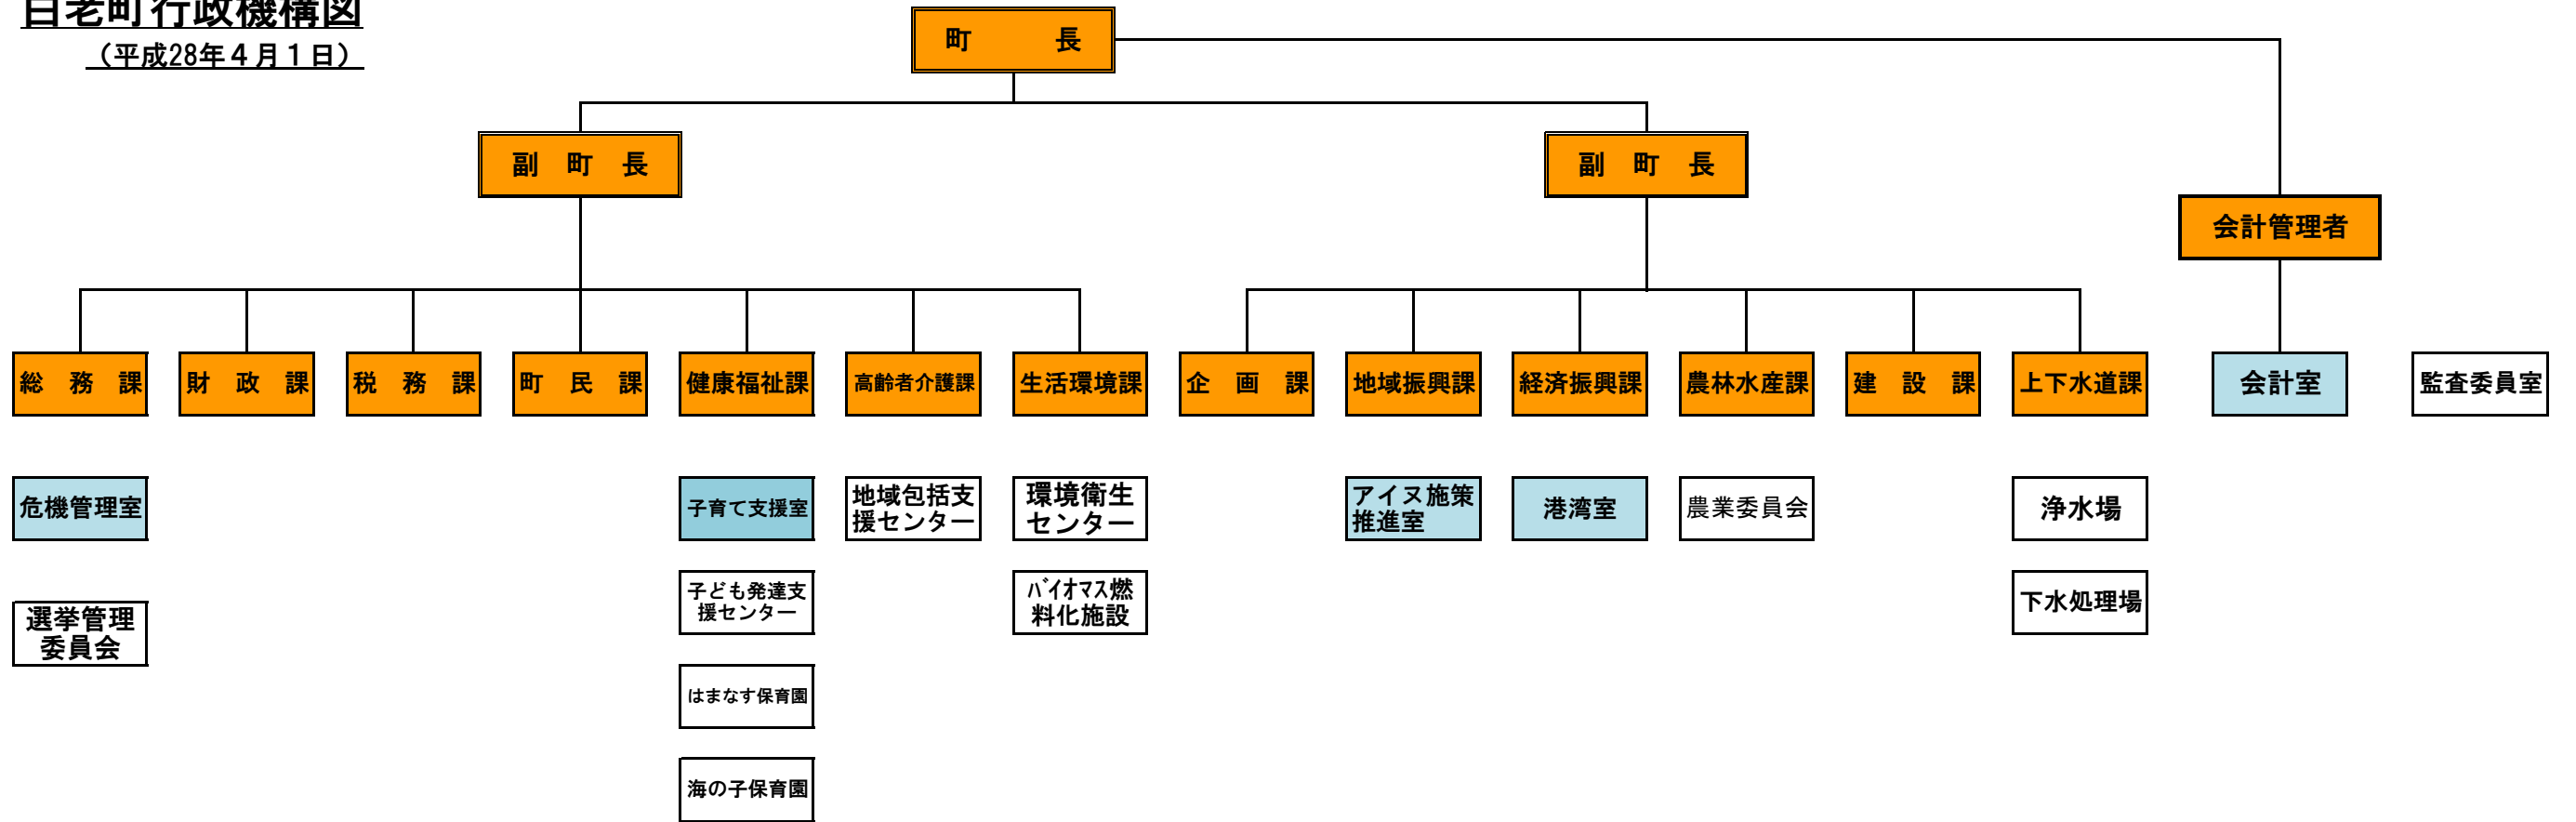 白老町行政機構図
（平成28年４月１日）
町　　　長
副　町　長
副　町　長
会計管理者
総　務　課
財　政　課
税　務　課
町　民　課
健康福祉課
高齢者介護課
生活環境課
企　画　課
地域振興課
経済振興課
農林水産課
建　設　課
上下水道課
会計室
監査委員室
危機管理室
子育て支援室
地域包括支
援センター
環境衛生
センター
アイヌ施策
推進室
港湾室
農業委員会
浄水場
選挙管理
委員会
子ども発達支
援センター
ﾊﾞｲｵﾏｽ燃
料化施設
下水処理場
はまなす保育園
海の子保育園